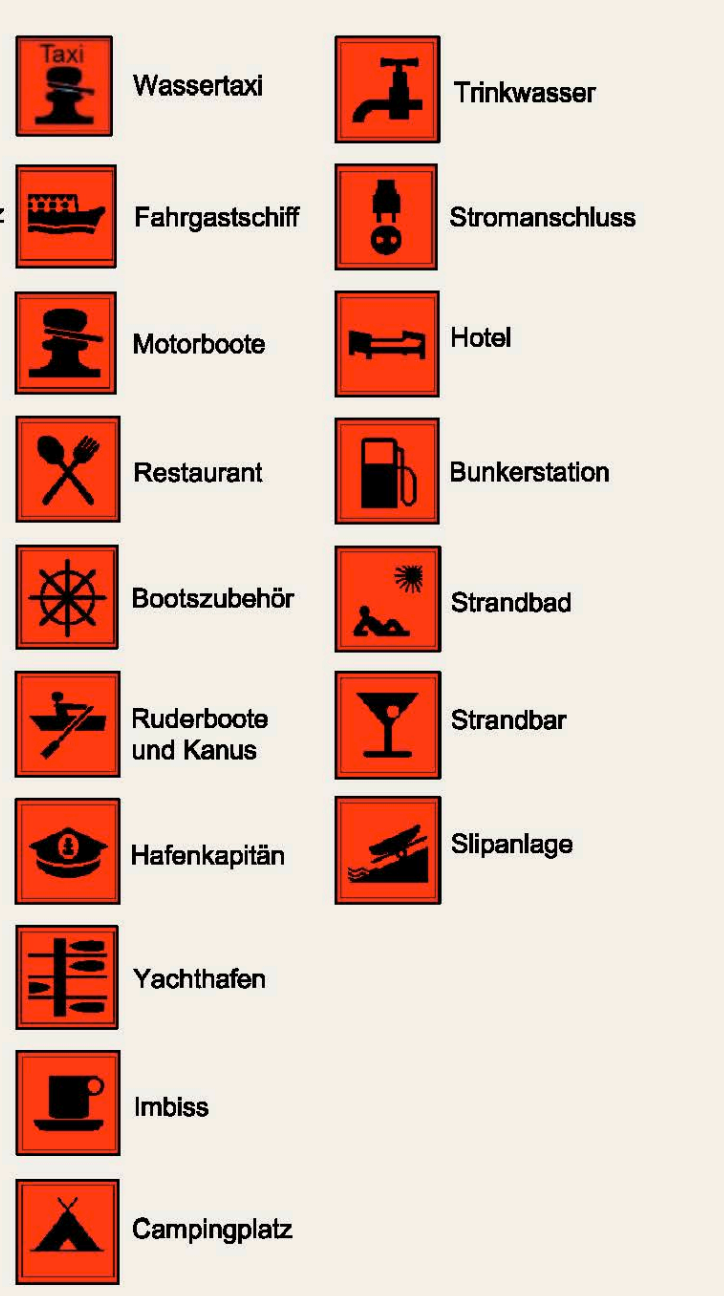 Taxi
Wassertaxi
z
Fahrgastschiff
Motorboote
Restaurant
Bootszubehör
Ruderboote
und Kanus
Hafenkapitän
Yachthafen
Imbiss
Campingplatz
Trinkwasser
Stromanschluss
Hotel
Bunkerstation
Strandbad
Strandbar
Slipanlage